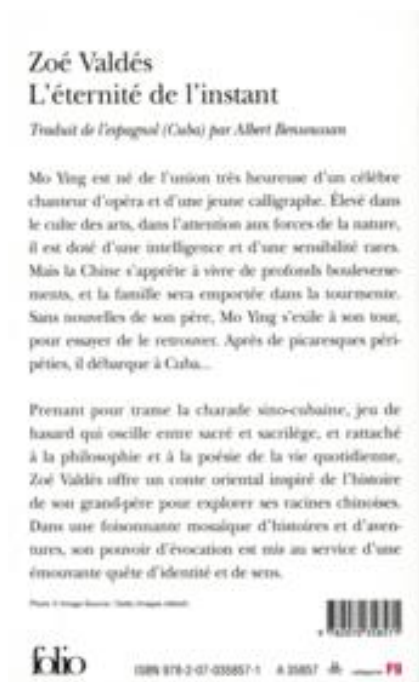 Zoé Valdés
L'éternité de l'instant
Traduit de l'espagnol (Cuba) par Albert Bensoussan
Mo Ying est né de l'union très heureuse d'un célèbre
chanteur d'opéra et d'une jeune calligraphe. Élevé dans
le culte des arts, dans l'attention aux forces de la nature,
il est doté d'une intelligence et d'une sensibilité rares.
Mais la Chine s'apprête à vivre de profonds bouleverse-
ments, et la famille sera emportée dans la tourmente.
Sans nouvelles de son père, Mo Ying s'exile à son tour,
pour essayer de le retrouver. Après de picaresques péri-
péties, il débarque à Cuba...
Prenant pour trame la charade sino-cubaine, jeu de
hasard qui oscille entre sacré et sacrilège, et rattaché
à la philosophie et à la poésie de la vie quotidienne,
Zoé Valdés offre un conte oriental inspiré de l'histoire
de son grand-père pour explorer ses racines chinoises.
Dans une foisonnante mosaïque d'histoires et d'aven-
tures, son pouvoir d'évocation est mis au service d'une
émouvante quête d'identité et de sens.
folio
ISBN 978-2-07-035857-1 A 35857